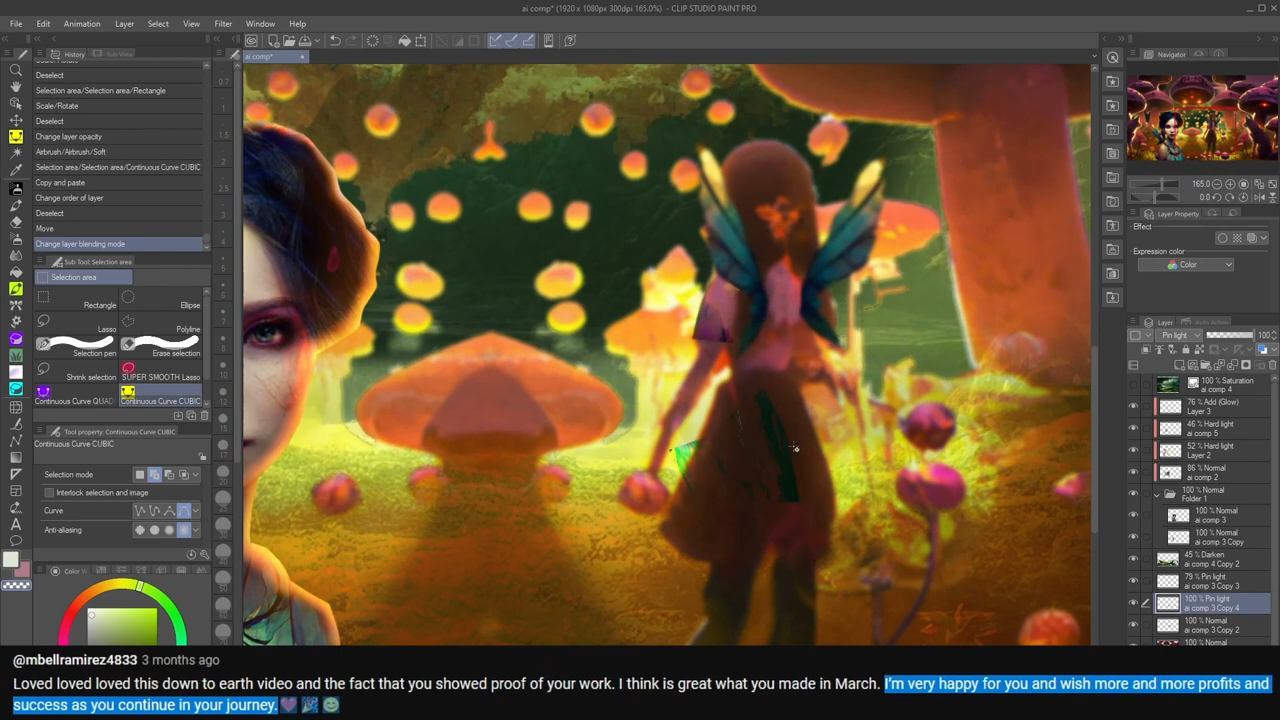 ai comp* (1920 x 1080px 300dpi 165.0%) - CLIP STUDIO PAINT PRO
File Edit Animation Layer Select View Filter Window Help
History
ai comp*
Navigator
Deselect
Selection area/Selection area/Rectangle
Scale/Rotate
Deselect
Change layer opacity
Airbrush/Airbrush/Soft
Selection area/Selection area/Continuous Curve CUBIC
Copy and paste
Change order of layer
Deselect
Move
Change layer blending mode
Sub Tool: Selection area
Selection area
Rectangle
Ellipse
Lasso
Polyline
Selection pen
Erase selection
Shrink selection
SUPER SMOOTH Lasso
Continuous Curve QUAD
Continuous Curve CUBIC
Tool property: Continuous Curve CUBIC
Continuous Curve CUBIC
Selection mode
Interlock selection and image
Curve
Anti-aliasing
165.0
0.0
Layer Property
Effect
Expression color
Color
Layer
Pin light
100
100 % Saturation
ai comp 4
76 % Add (Glow)
Layer 3
46 % Hard light
ai comp 5
52 % Hard light
Layer 2
86 % Normal
ai comp 2
100 % Normal
Folder 1
100 % Normal
ai comp 3
100 % Normal
ai comp 3 Copy
45 % Darken
ai comp 4 Copy 2
79 % Pin light
ai comp 3 Copy 3
100 % Pin light
ai comp 3 Copy 4
100 % Normal
ai comp 3 Copy 2
100 % Normal
@mbellramirez4833 3 months ago
Loved loved loved this down to earth video and the fact that you showed proof of your work. I think is great what you made in March. I'm very happy for you and wish more and more profits and
success as you continue in your journey.